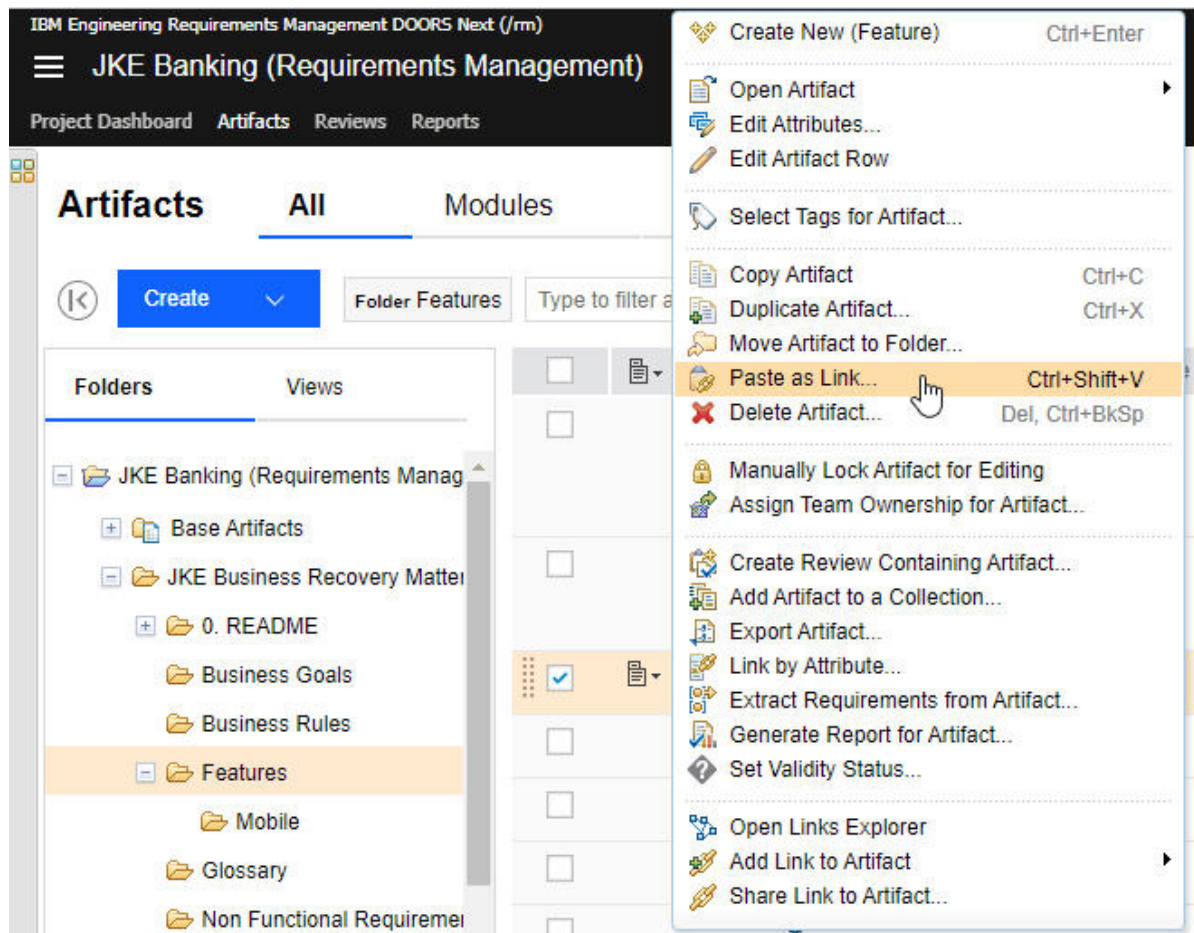 IBM Engineering Requirements Management DOORS Next (/rm)
JKE Banking (Requirements Management)
Project Dashboard Artifacts Reviews Reports
Artifacts All Modules
Create Folder Features Type to filter a
Folders Views
JKE Banking (Requirements Manag
Base Artifacts
JKE Business Recovery Matter
0. README
Business Goals
Business Rules
Features
Mobile
Glossary
Non Functional Requiremen
Create New (Feature) Ctrl+Enter
Open Artifact
Edit Attributes...
Edit Artifact Row
Select Tags for Artifact...
Copy Artifact Ctrl+C
Duplicate Artifact... Ctrl+X
Move Artifact to Folder...
Paste as Link... Ctrl+Shift+V
Delete Artifact... Del, Ctrl+BkSp
Manually Lock Artifact for Editing
Assign Team Ownership for Artifact...
Create Review Containing Artifact...
Add Artifact to a Collection...
Export Artifact...
Link by Attribute...
Extract Requirements from Artifact...
Generate Report for Artifact...
Set Validity Status...
Open Links Explorer
Add Link to Artifact
Share Link to Artifact...